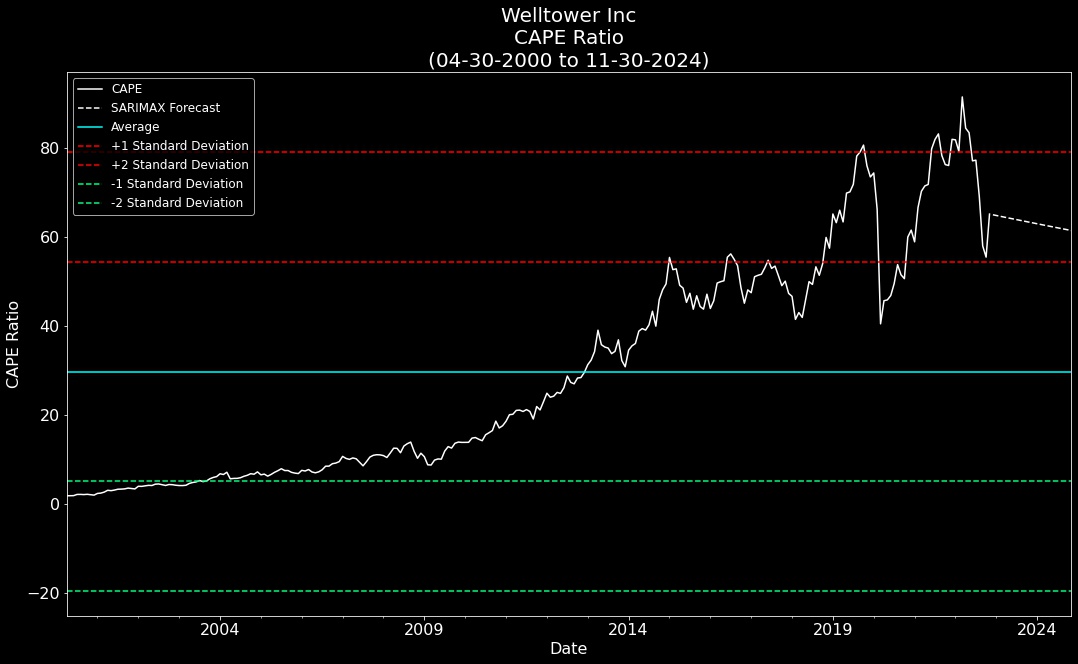 Welltower Inc
CAPE Ratio
(04-30-2000 to 11-30-2024)
CAPE
SARIMAX Forecast
Average
+1 Standard Deviation
+2 Standard Deviation
-1 Standard Deviation
-2 Standard Deviation
CAPE Ratio
80
60
40
20
0
−20
2004 2009 2014 2019 2024
Date